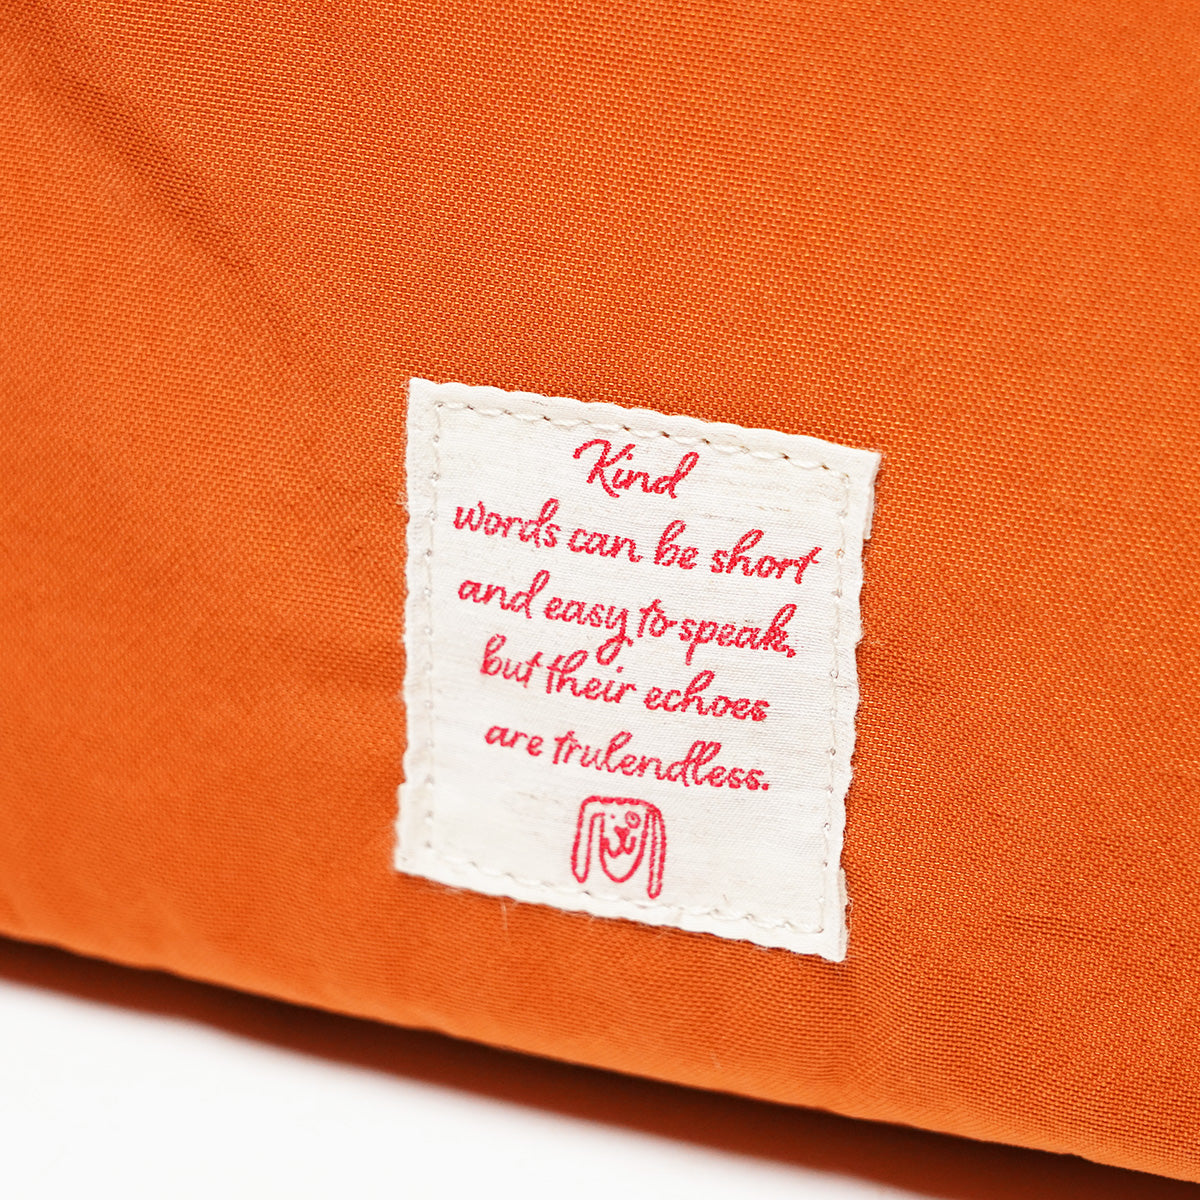 Kind
words can be short
and easy to speak,
but their echoes
are trulendless.